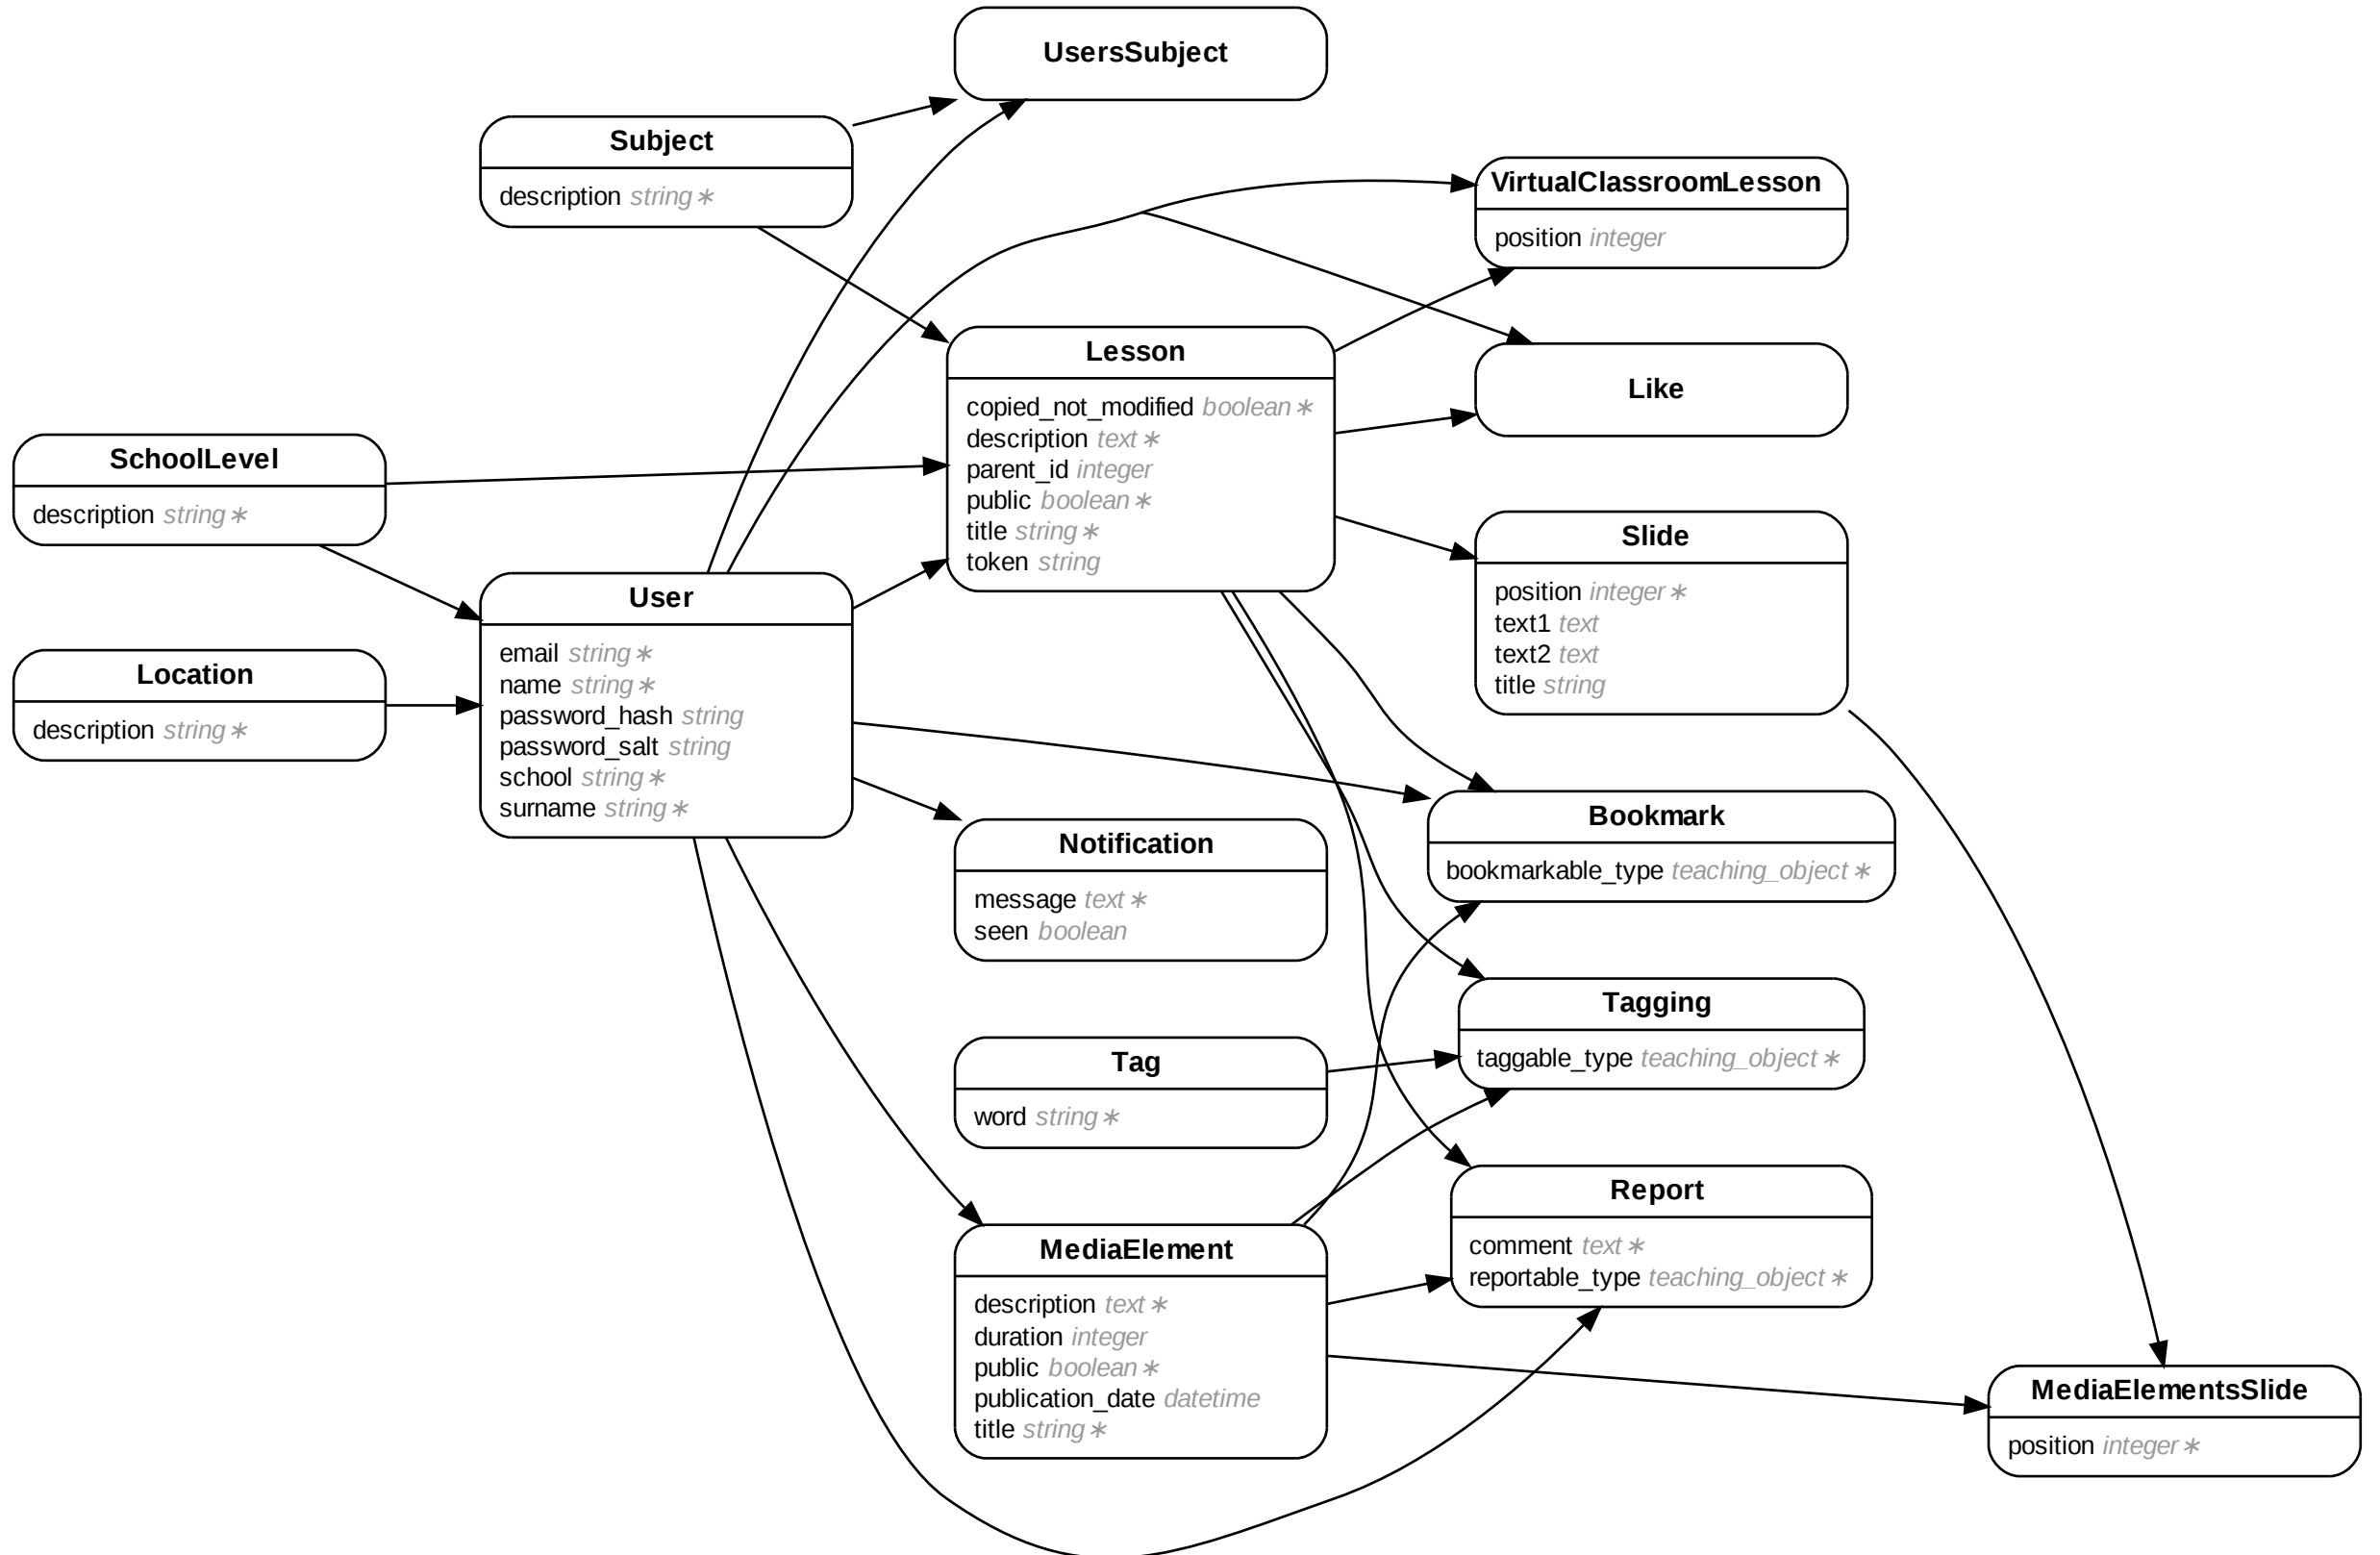 UsersSubject
Subject
description string∗
VirtualClassroomLesson
position integer
Lesson
copied_not_modified boolean∗
description text∗
parent_id integer
public boolean∗
title string∗
token string
Like
SchoolLevel
description string∗
Slide
position integer∗
text1 text
text2 text
title string
User
email string∗
name string∗
password_hash string
password_salt string
school string∗
surname string∗
Location
description string∗
Bookmark
bookmarkable_type teaching_object∗
Notification
message text∗
seen boolean
Tagging
taggable_type teaching_object∗
Tag
word string∗
Report
comment text∗
reportable_type teaching_object∗
MediaElement
description text∗
duration integer
public boolean∗
publication_date datetime
title string∗
MediaElementsSlide
position integer∗